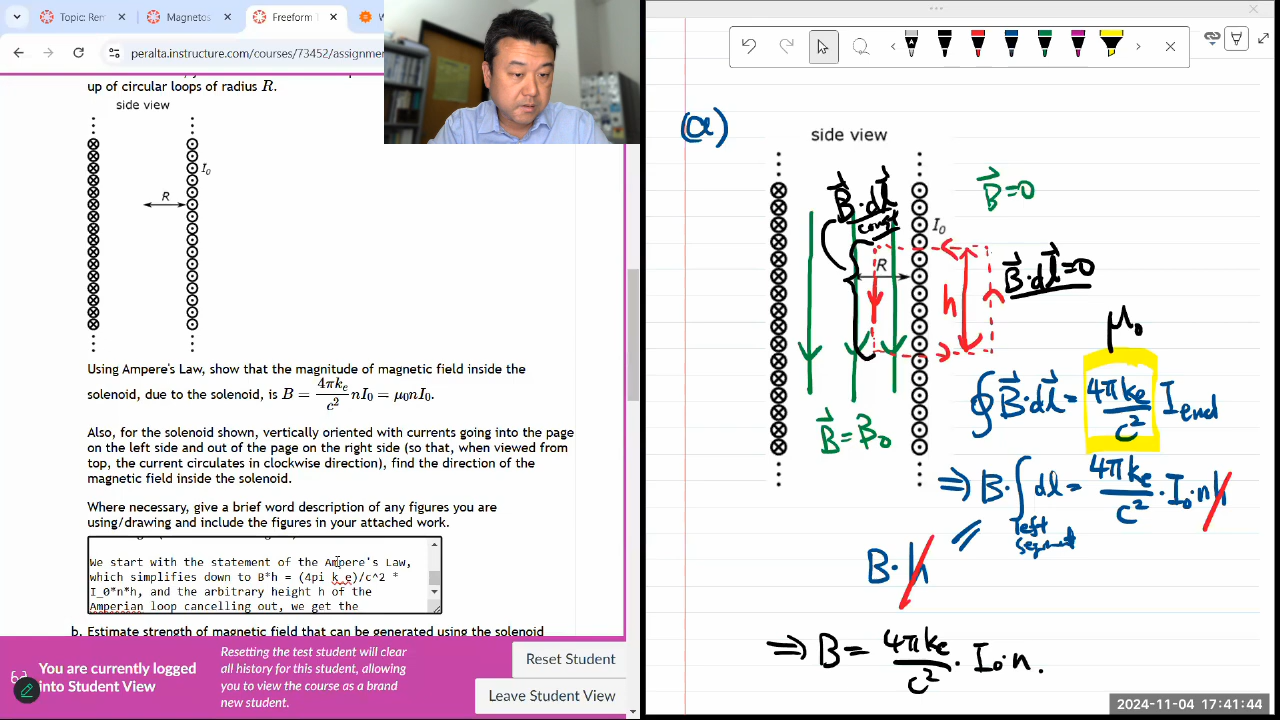 Topic: Rem
Magnetos
Freeform
peralta.instructure.com/courses/73452/assignme
up of circular loops of radius R.
side view
I₀
R
Using Ampere's Law, show that the magnitude of magnetic field inside the
solenoid, due to the solenoid, is B = 4πkₑ/c² nI₀ = μ₀nI₀.
Also, for the solenoid shown, vertically oriented with currents going into the page
on the left side and out of the page on the right side (so that, when viewed from
top, the current circulates in clockwise direction), find the direction of the
magnetic field inside the solenoid.
Where necessary, give a brief word description of any figures you are
using/drawing and include the figures in your attached work.
We start with the statement of the Ampere's Law,
which simplifies down to B*h = (4pi k_e)/c^2 *
I_0*n*h, and the arbitrary height h of the
Amperian loop cancelling out, we get the
b. Estimate strength of magnetic field that can be generated using the solenoid
You are currently logged
into Student View
Resetting the test student will clear
all history for this student, allowing
you to view the course as a brand
new student.
Reset Student
Leave Student View
(a)
side view
B⃗·dl⃗
const
B⃗=0
I₀
R
h
B⃗·dl⃗=0
μ₀
∮B⃗·dl⃗ = 4πkₑ/c² I encl
B⃗=B₀
⇒ B·∫dl = 4πkₑ/c² · I₀·nh
left
segment
B·h
⇒ B = 4πkₑ/c² · I₀·n.
2024-11-04 17:41:44